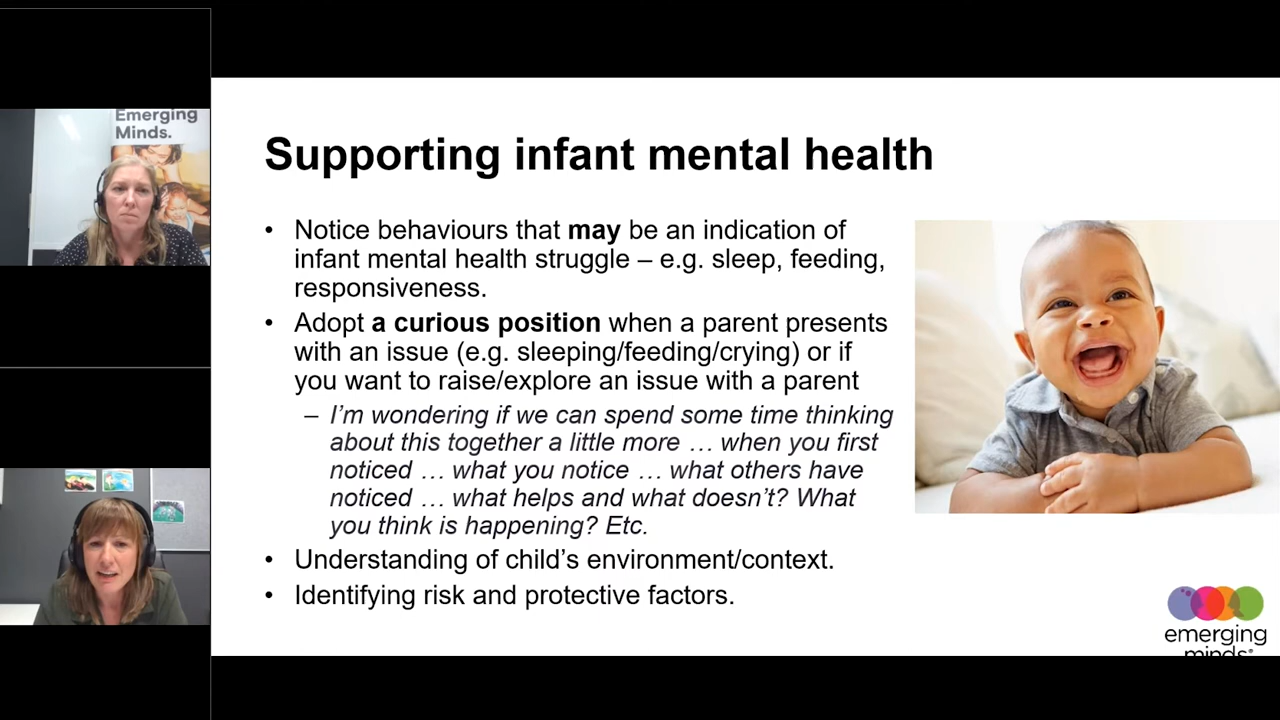 Emerging
Minds.
Supporting infant mental health
• Notice behaviours that may be an indication of
infant mental health struggle – e.g. sleep, feeding,
responsiveness.
• Adopt a curious position when a parent presents
with an issue (e.g. sleeping/feeding/crying) or if
you want to raise/explore an issue with a parent
– I’m wondering if we can spend some time thinking
about this together a little more … when you first
noticed … what you notice … what others have
noticed … what helps and what doesn’t? What
you think is happening? Etc.
• Understanding of child’s environment/context.
• Identifying risk and protective factors.
emerging
minds®